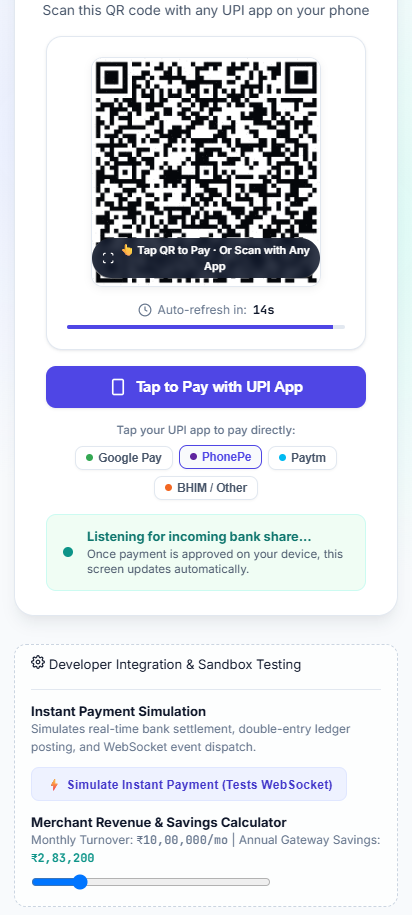 Scan this QR code with any UPI app on your phone
👆 Tap QR to Pay · Or Scan with Any
App
Auto-refresh in: 14s
Tap to Pay with UPI App
Tap your UPI app to pay directly:
Google Pay
PhonePe
Paytm
BHIM / Other
Listening for incoming bank share...
Once payment is approved on your device, this
screen updates automatically.
Developer Integration & Sandbox Testing
Instant Payment Simulation
Simulates real-time bank settlement, double-entry ledger
posting, and WebSocket event dispatch.
Simulate Instant Payment (Tests WebSocket)
Merchant Revenue & Savings Calculator
Monthly Turnover: ₹10,00,000/mo | Annual Gateway Savings:
₹2,83,200